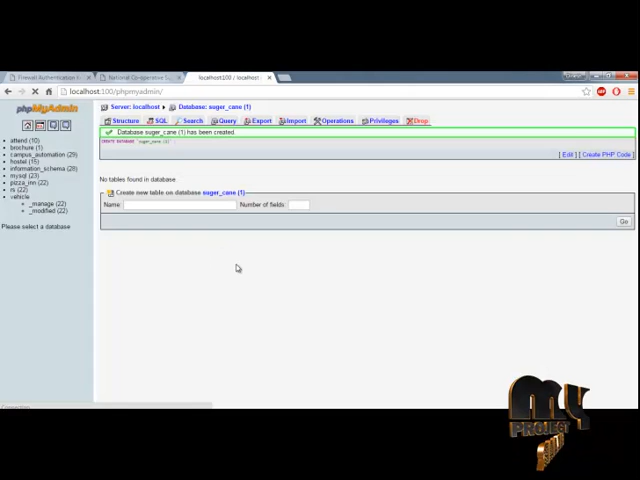 Firewall Authentication
National Co-operative Su
localhost:100 / localhost
localhost:100/phpmyadmin/
phpMyAdmin
attend (10)
brochure (1)
campus_automation (29)
hostel (15)
information_schema (28)
mysql (23)
pizza_inn (22)
rs (22)
vehicle
_manage (22)
_modified (22)
Please select a database
Server: localhost Database: suger_cane (1)
Structure SQL Search Query Export Import Operations Privileges Drop
Database suger_cane (1) has been created.
CREATE DATABASE `suger_cane (1)`
[ Edit ] [ Create PHP Code ]
No tables found in database
Create new table on database suger_cane (1)
Name: Number of fields:
Go
MY
PROJECT